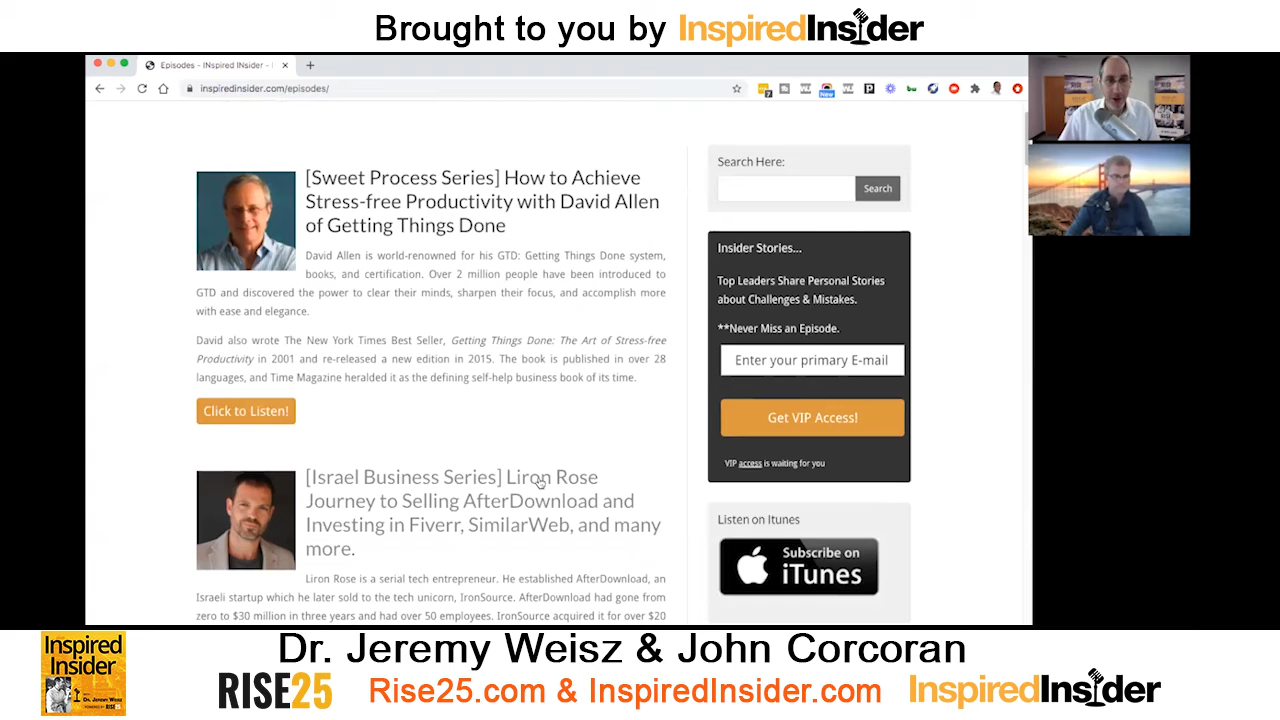 Brought to you by InspiredInsider
Episodes - INspired INsider -
inspiredinsider.com/episodes/
[Sweet Process Series] How to Achieve
Stress-free Productivity with David Allen
of Getting Things Done
David Allen is world-renowned for his GTD: Getting Things Done system,
books, and certification. Over 2 million people have been introduced to
GTD and discovered the power to clear their minds, sharpen their focus, and accomplish more
with ease and elegance.
David also wrote The New York Times Best Seller, Getting Things Done: The Art of Stress-free
Productivity in 2001 and re-released a new edition in 2015. The book is published in over 28
languages, and Time Magazine heralded it as the defining self-help business book of its time.
Click to Listen!
[Israel Business Series] Liron Rose
Journey to Selling AfterDownload and
Investing in Fiverr, SimilarWeb, and many
more.
Liron Rose is a serial tech entrepreneur. He established AfterDownload, an
Israeli startup which he later sold to the tech unicorn, IronSource. AfterDownload had gone from
zero to $30 million in three years and had over 50 employees. IronSource acquired it for over $20
Search Here:
Search
Insider Stories...
Top Leaders Share Personal Stories
about Challenges & Mistakes.
**Never Miss an Episode.
Enter your primary E-mail
Get VIP Access!
VIP access is waiting for you
Listen on Itunes
Subscribe on
iTunes
Inspired
Insider
Dr. Jeremy Weisz & John Corcoran
RISE25
Rise25.com & InspiredInsider.com
InspiredInsider